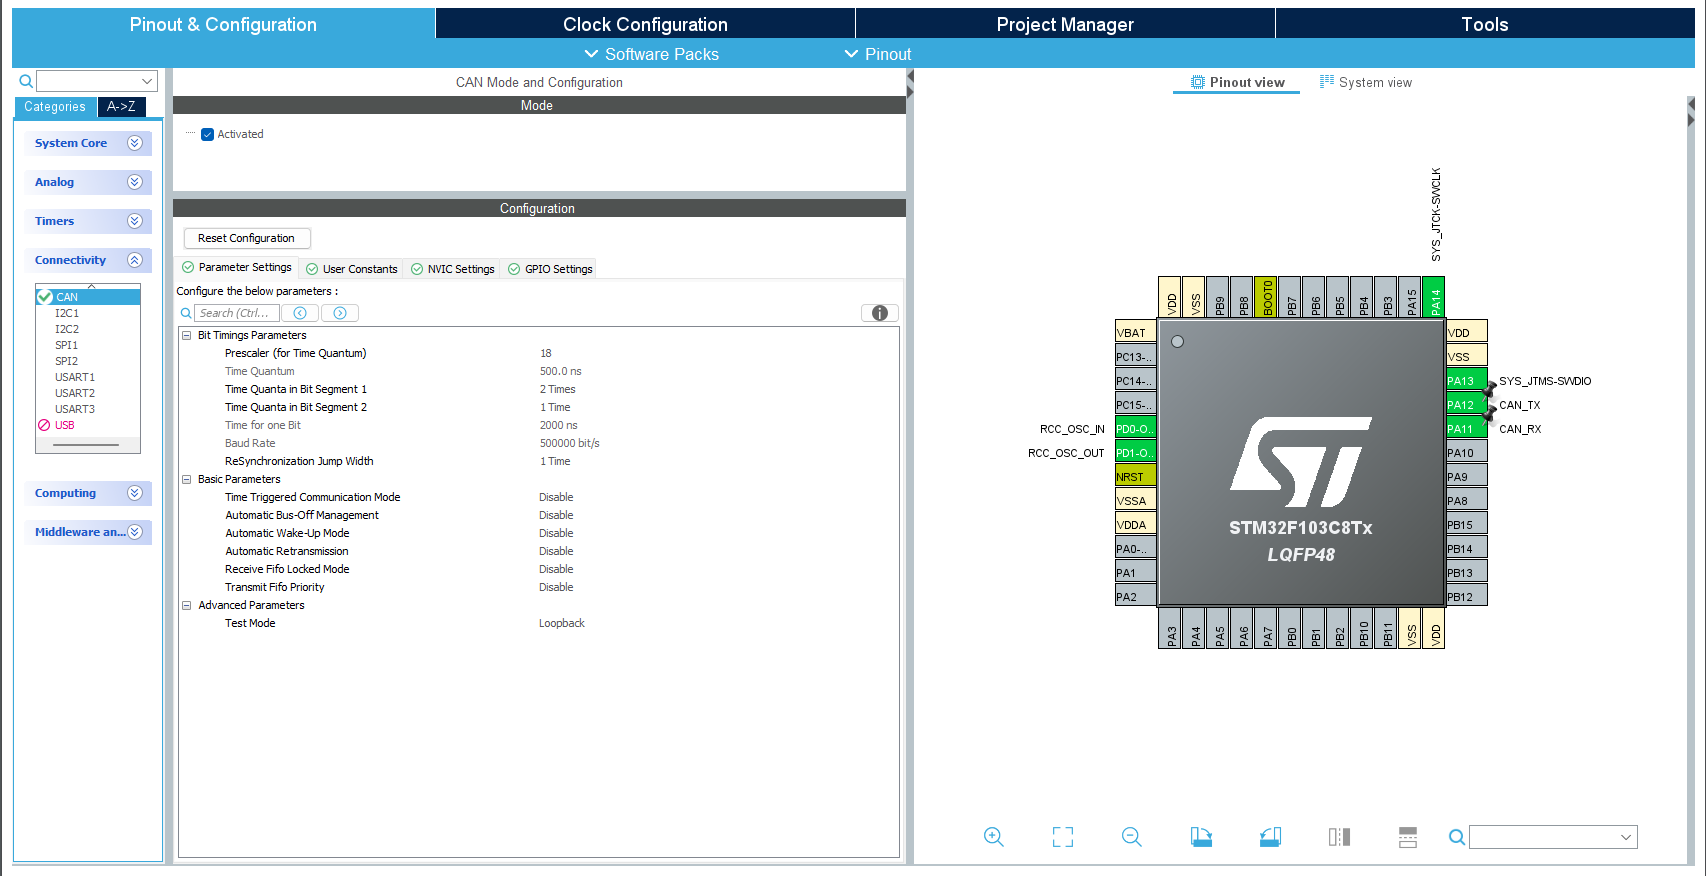 Pinout & Configuration
Clock Configuration
Project Manager
Tools
Software Packs
Pinout
Categories
A->Z
System Core
Analog
Timers
Connectivity
CAN
I2C1
I2C2
SPI1
SPI2
USART1
USART2
USART3
USB
Computing
Middleware an...
CAN Mode and Configuration
Mode
Activated
Configuration
Reset Configuration
Parameter Settings
User Constants
NVIC Settings
GPIO Settings
Configure the below parameters :
Search (Ctrl...
Bit Timings Parameters
Prescaler (for Time Quantum) 18
Time Quantum 500.0 ns
Time Quanta in Bit Segment 1 2 Times
Time Quanta in Bit Segment 2 1 Time
Time for one Bit 2000 ns
Baud Rate 500000 bit/s
ReSynchronization Jump Width 1 Time
Basic Parameters
Time Triggered Communication Mode Disable
Automatic Bus-Off Management Disable
Automatic Wake-Up Mode Disable
Automatic Retransmission Disable
Receive Fifo Locked Mode Disable
Transmit Fifo Priority Disable
Advanced Parameters
Test Mode Loopback
Pinout view
System view
SYS_JTCK-SWCLK
VDD
VSS
PB9
PB8
BOOT0
PB7
PB6
PB5
PB4
PB3
PA15
PA14
VBAT
PC13-..
PC14-..
PC15-..
RCC_OSC_IN
PD0-O..
RCC_OSC_OUT
PD1-O..
NRST
VSSA
VDDA
PA0-..
PA1
PA2
STM32F103C8Tx
LQFP48
VDD
VSS
PA13
SYS_JTMS-SWDIO
PA12
CAN_TX
PA11
CAN_RX
PA10
PA9
PA8
PB15
PB14
PB13
PB12
PA3
PA4
PA5
PA6
PA7
PB0
PB1
PB2
PB10
PB11
VSS
VDD